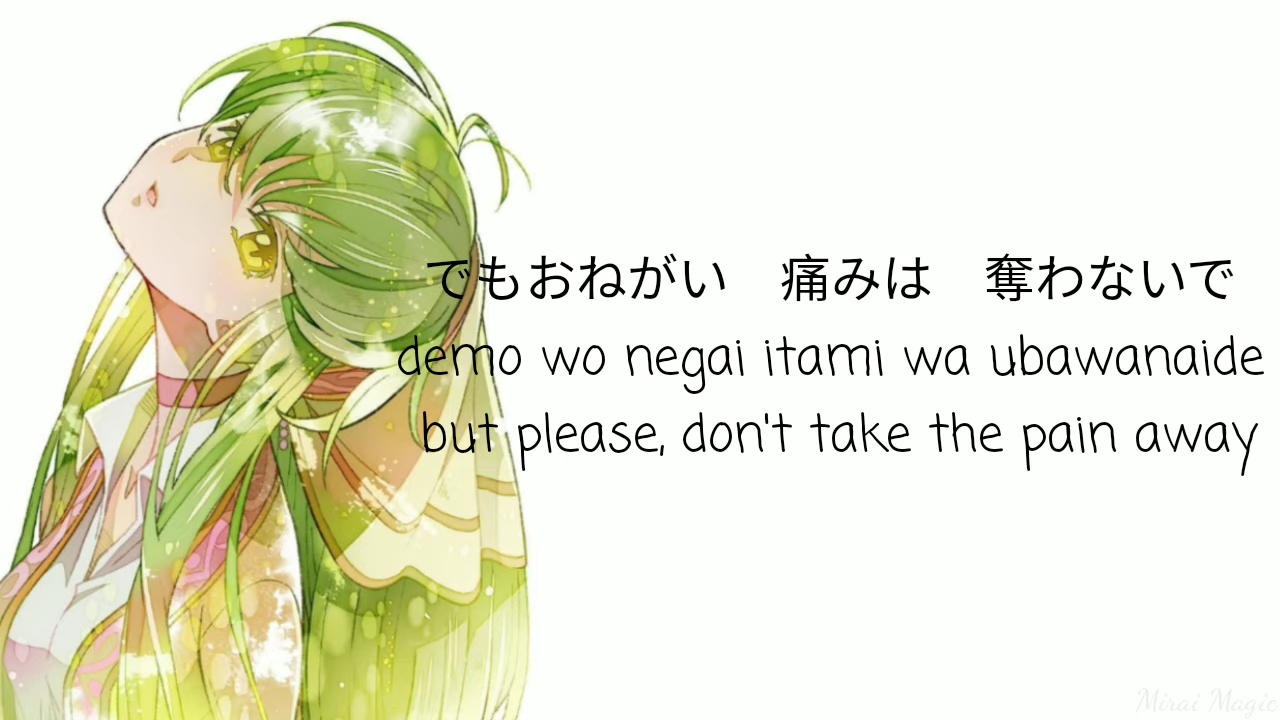 でもおねがい　痛みは　奪わないで
demo wo negai itami wa ubawanaide
but please, don't take the pain away
Mirai Magic